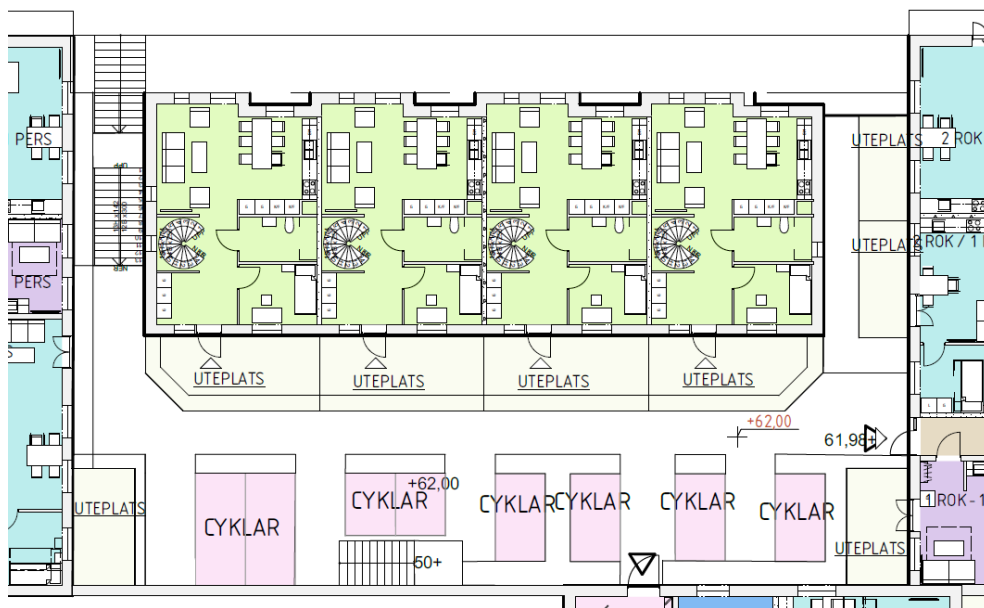 PERS
UTEPLATS
2 ROK
UTEPLATS
ROK / 1
PERS
UTEPLATS
UTEPLATS
UTEPLATS
UTEPLATS
+62,00
61,98+
+62,00
UTEPLATS
CYKLAR
CYKLAR
CYKLAR
CYKLAR
CYKLAR
CYKLAR
1 ROK - 1
UTEPLATS
50+